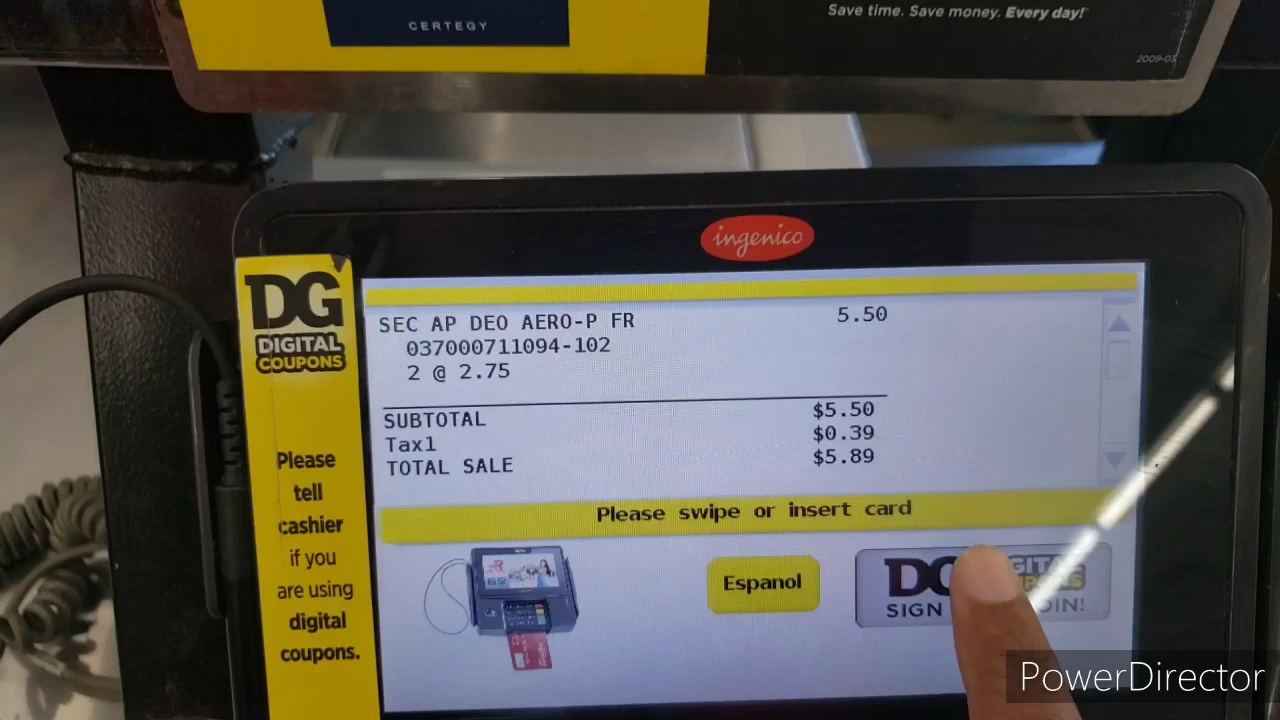 CERTEGY
Save time. Save money. Every day!
2009-03
ingenico
DG
DIGITAL
COUPONS
Please
tell
cashier
if you
are using
digital
coupons.
SEC AP DEO AERO-P FR 5.50
037000711094-102
2 @ 2.75
SUBTOTAL $5.50
Tax1 $0.39
TOTAL SALE $5.89
Please swipe or insert card
Espanol
DG
SIGN
PowerDirector